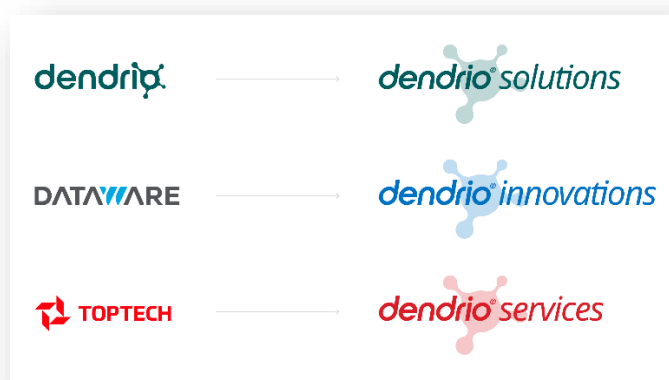 dendrio
dendrio® solutions
DATAWARE
dendrio® innovations
TOPTECH
dendrio® services